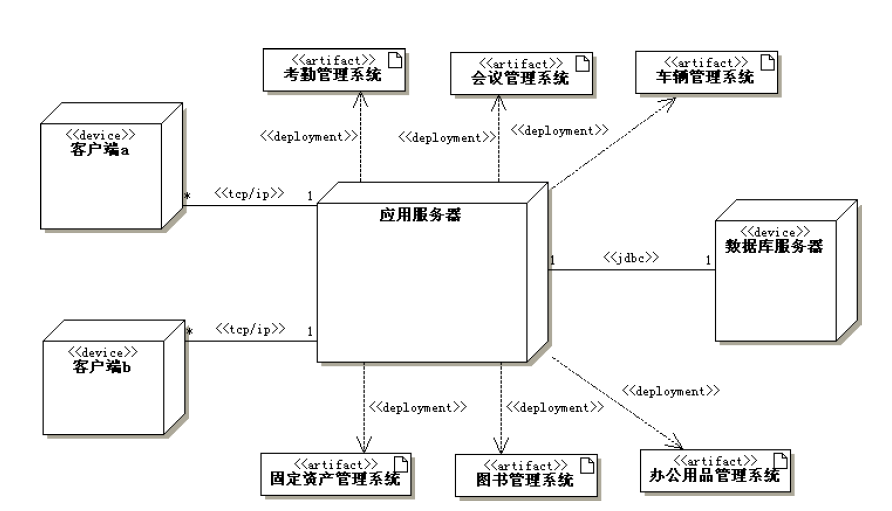 <<artifact>>
考勤管理系统
<<artifact>>
会议管理系统
<<artifact>>
车辆管理系统
<<deployment>>
<<deployment>>
<<deployment>>
<<device>>
客户端a
* <<tcp/ip>> 1
应用服务器
<<device>>
数据库服务器
1 <<jdbc>> 1
* <<tcp/ip>> 1
<<device>>
客户端b
<<deployment>>
<<deployment>>
<<deployment>>
<<artifact>>
固定资产管理系统
<<artifact>>
图书管理系统
<<artifact>>
办公用品管理系统